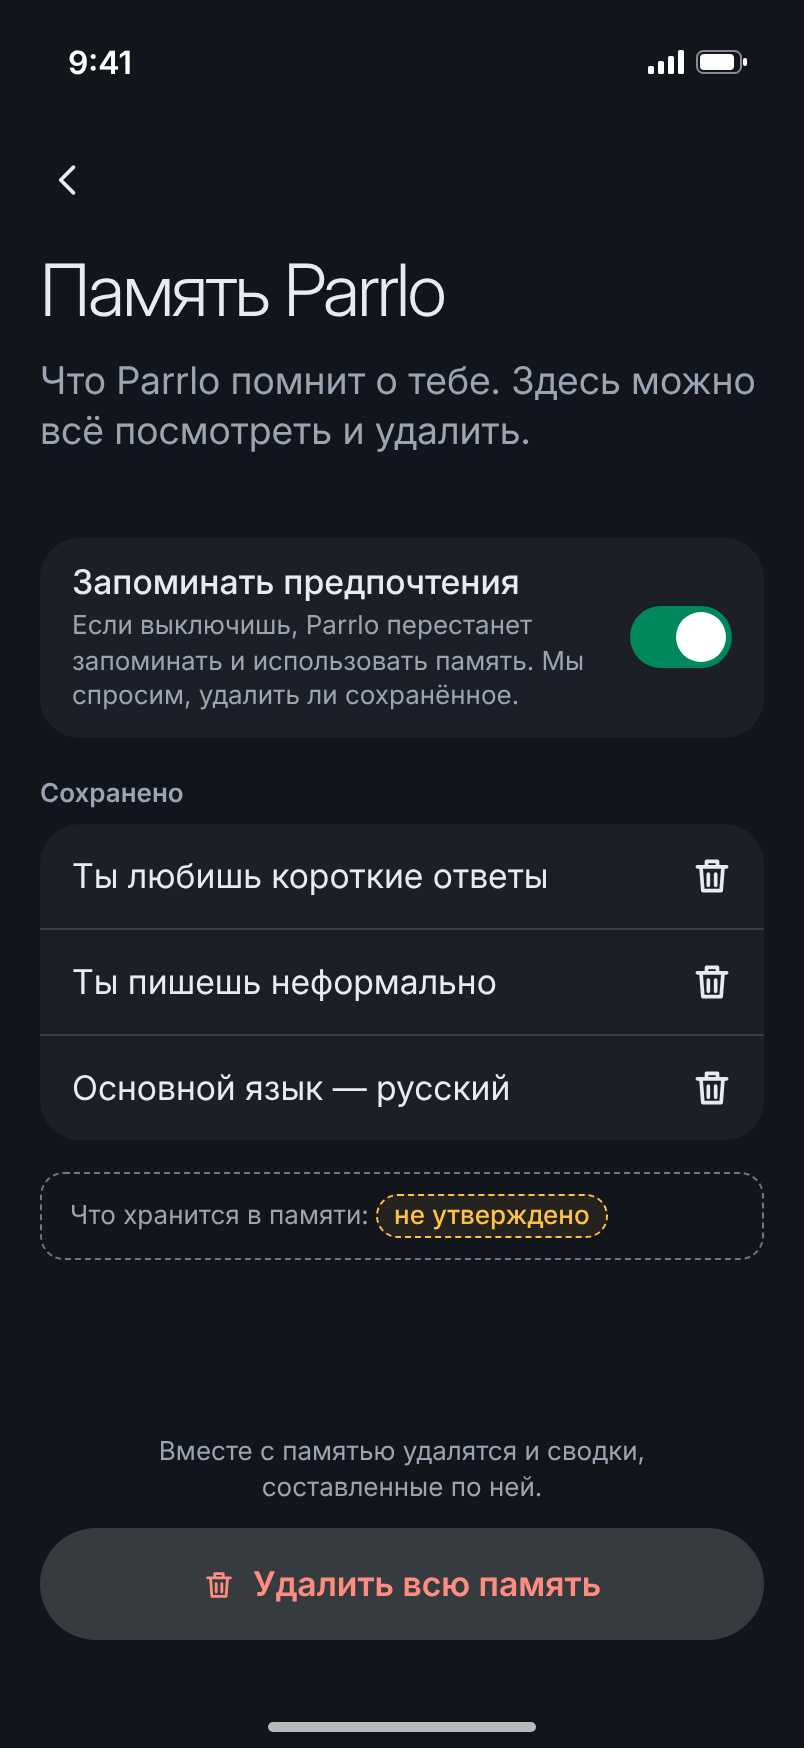 9:41
Память Parrlo
Что Parrlo помнит о тебе. Здесь можно
всё посмотреть и удалить.
Запоминать предпочтения
Если выключишь, Parrlo перестанет
запоминать и использовать память. Мы
спросим, удалить ли сохранённое.
Сохранено
Ты любишь короткие ответы
Ты пишешь неформально
Основной язык — русский
Что хранится в памяти: не утверждено
Вместе с памятью удалятся и сводки,
составленные по ней.
Удалить всю память